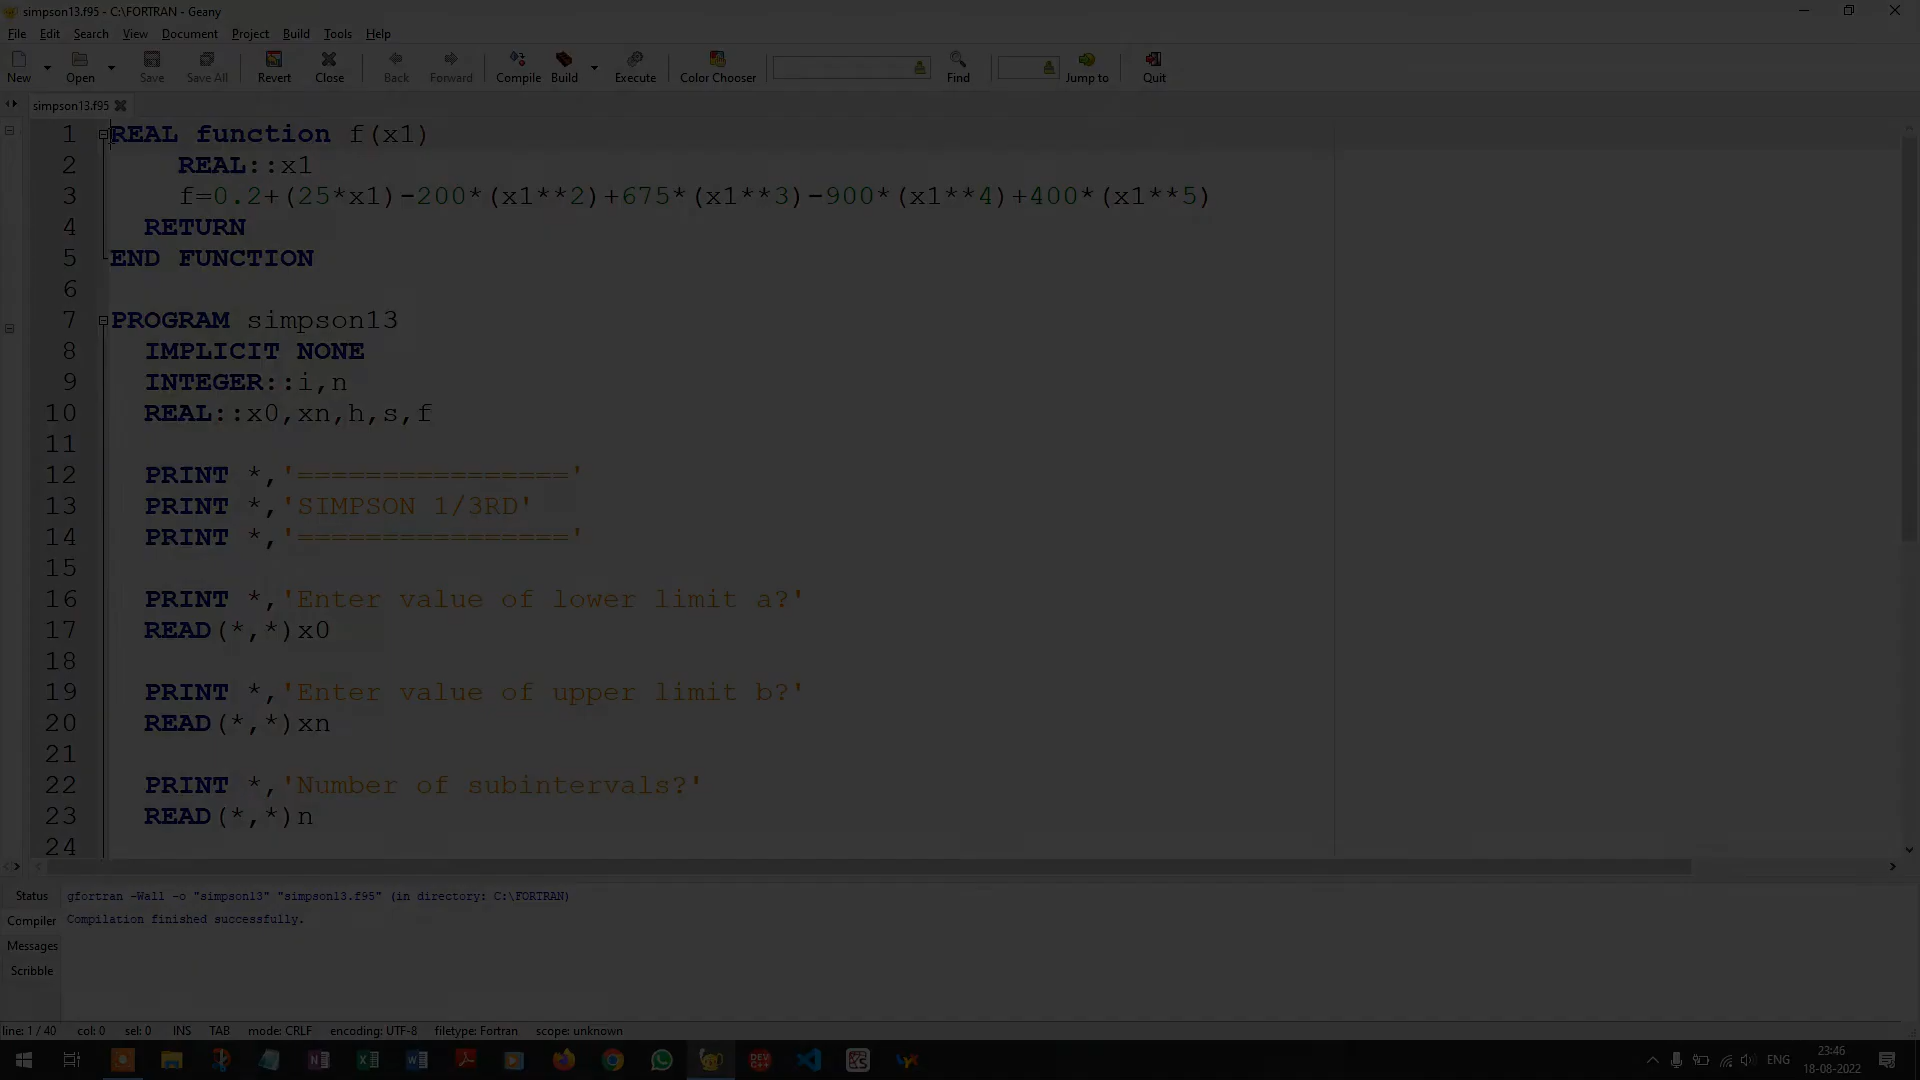 simpson13.f95 - C:\FORTRAN - Geany
File Edit Search View Document Project Build Tools Help
New Open Save Save All Revert Close Back Forward Compile Build Execute Color Chooser Find Jump to Quit
simpson13.f95
1 REAL function f(x1)
2 REAL::x1
3 f=0.2+(25*x1)-200*(x1**2)+675*(x1**3)-900*(x1**4)+400*(x1**5)
4 RETURN
5 END FUNCTION
6
7 PROGRAM simpson13
8 IMPLICIT NONE
9 INTEGER::i,n
10 REAL::x0,xn,h,s,f
11
12 PRINT *,'================'
13 PRINT *,'SIMPSON 1/3RD'
14 PRINT *,'================'
15
16 PRINT *,'Enter value of lower limit a?'
17 READ(*,*)x0
18
19 PRINT *,'Enter value of upper limit b?'
20 READ(*,*)xn
21
22 PRINT *,'Number of subintervals?'
23 READ(*,*)n
24
Status gfortran -Wall -o "simpson13" "simpson13.f95" (in directory: C:\FORTRAN)
Compiler Compilation finished successfully.
Messages
Scribble
line: 1 / 40 col: 0 sel: 0 INS TAB mode: CRLF encoding: UTF-8 filetype: Fortran scope: unknown
DEV C++
ENG 23:46
18-08-2022